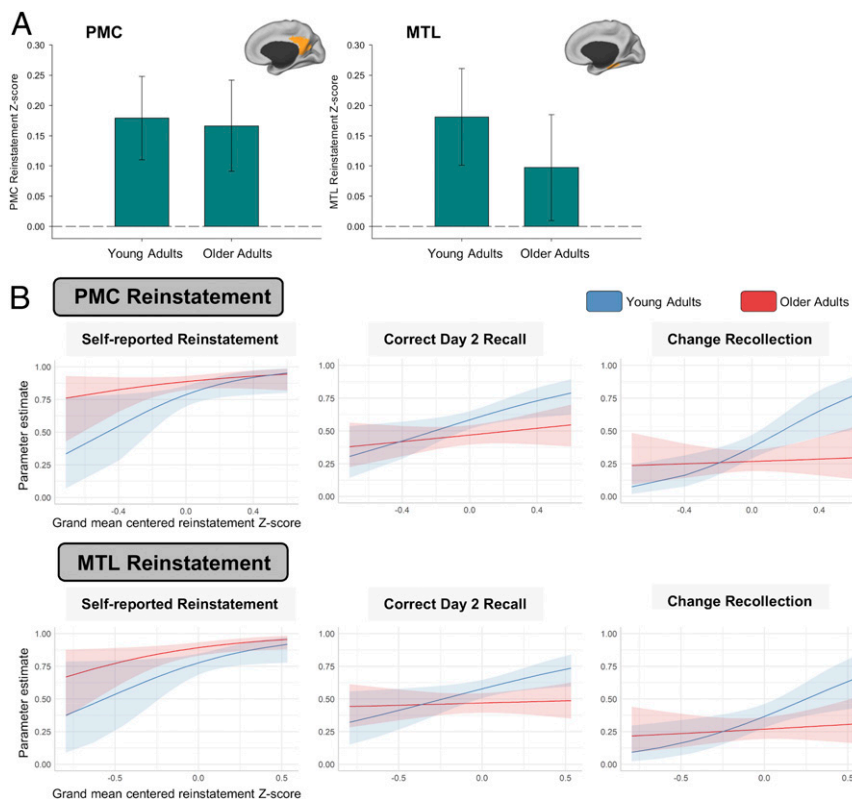 A
PMC
MTL
PMC Reinstatement Z-score
0.30
0.25
0.20
0.15
0.10
0.05
0.00
Young Adults Older Adults
MTL Reinstatement Z-score
0.30
0.25
0.20
0.15
0.10
0.05
0.00
Young Adults Older Adults
B
PMC Reinstatement
Young Adults Older Adults
Self-reported Reinstatement
Correct Day 2 Recall
Change Recollection
Parameter estimate
1.00
0.75
0.50
0.25
0.00
-0.4 0.0 0.4
1.00
0.75
0.50
0.25
0.00
-0.4 0.0 0.4
1.00
0.75
0.50
0.25
0.00
-0.4 0.0 0.4
Grand mean centered reinstatement Z-score
MTL Reinstatement
Self-reported Reinstatement
Correct Day 2 Recall
Change Recollection
Parameter estimate
1.00
0.75
0.50
0.25
0.00
-0.5 0.0 0.5
1.00
0.75
0.50
0.25
0.00
-0.5 0.0 0.5
1.00
0.75
0.50
0.25
0.00
-0.5 0.0 0.5
Grand mean centered reinstatement Z-score